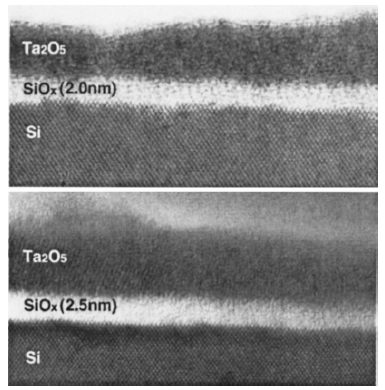 Ta₂O₅
SiOₓ(2.0nm)
Si
Ta₂O₅
SiOₓ(2.5nm)
Si